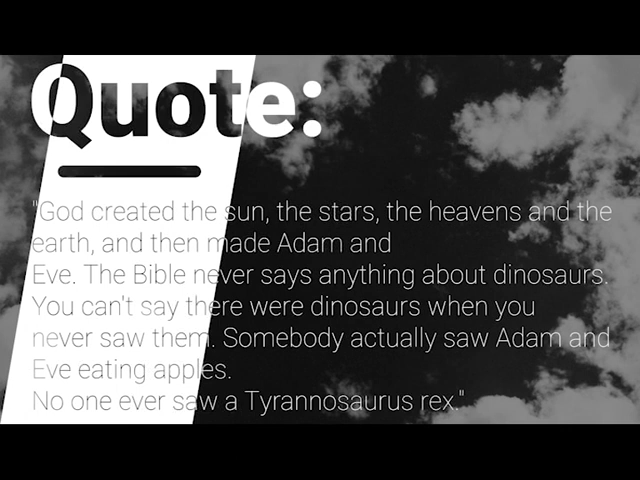 Quote:
"God created the sun, the stars, the heavens and the
earth, and then made Adam and
Eve. The Bible never says anything about dinosaurs.
You can't say there were dinosaurs when you
never saw them. Somebody actually saw Adam and
Eve eating apples.
No one ever saw a Tyrannosaurus rex."